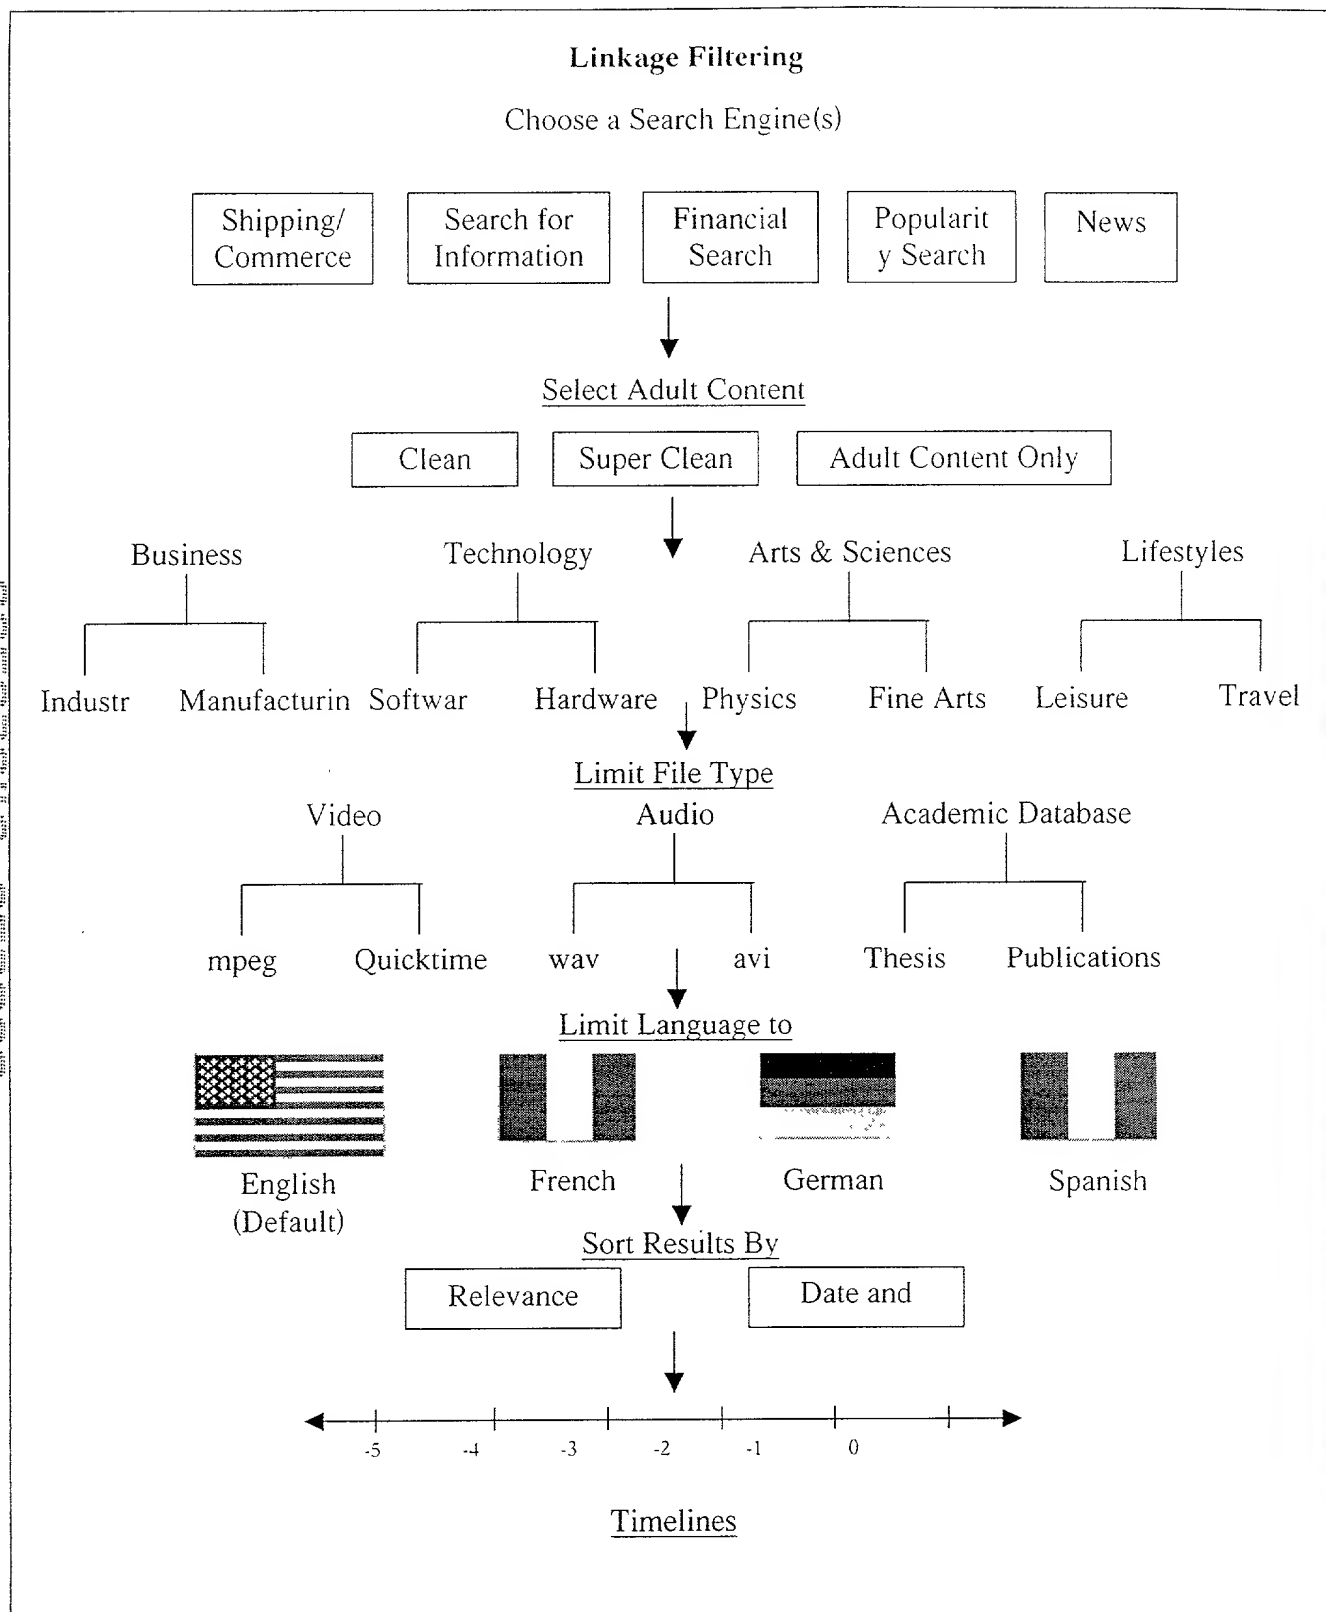 Linkage Filtering
Choose a Search Engine(s)
Shipping/
Commerce
Search for
Information
Financial
Search
Popularit
y Search
News
Select Adult Content
Clean
Super Clean
Adult Content Only
Business
Technology
Arts & Sciences
Lifestyles
Industr
Manufacturin
Softwar
Hardware
Physics
Fine Arts
Leisure
Travel
Limit File Type
Video
Audio
Academic Database
mpeg
Quicktime
wav
avi
Thesis
Publications
Limit Language to
English
(Default)
French
German
Spanish
Sort Results By
Relevance
Date and
-5 -4 -3 -2 -1 0
Timelines